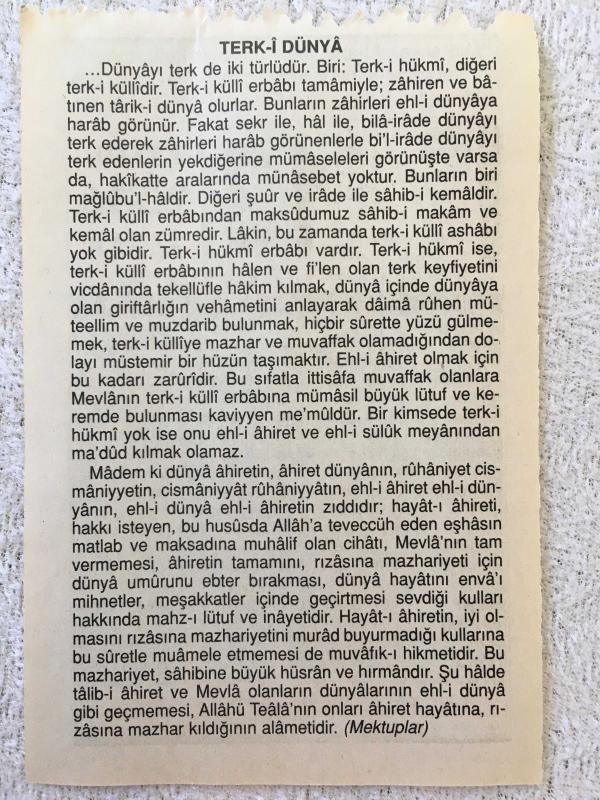 TERK-Î DÜNYÂ
...Dünyâyı terk de iki türlüdür. Biri: Terk-i hükmî, diğeri
terk-i küllîdir. Terk-i küllî erbâbı tamâmiyle; zâhiren ve bâ-
tınen târik-i dünyâ olurlar. Bunların zâhirleri ehl-i dünyâya
harâb görünür. Fakat sekr ile, hâl ile, bilâ-irâde dünyâyı
terk ederek zâhirleri harâb görünenlerle bi'l-irâde dünyâyı
terk edenlerin yekdiğerine mümâseleleri görünüşte varsa
da, hakîkatte aralarında münâsebet yoktur. Bunların biri
mağlûbu'l-hâldir. Diğeri şuûr ve irâde ile sâhib-i kemâldir.
Terk-i küllî erbâbından maksûdumuz sâhib-i makâm ve
kemâl olan zümredir. Lâkin, bu zamanda terk-i küllî ashâbı
yok gibidir. Terk-i hükmî erbâbı vardır. Terk-i hükmî ise,
terk-i küllî erbâbının hâlen ve fi'len olan terk keyfiyetini
vicdânında tekellüfle hâkim kılmak, dünyâ içinde dünyâya
olan giriftârlığın vehâmetini anlayarak dâimâ rûhen mü-
teellim ve muzdarib bulunmak, hiçbir sûrette yüzü gülme-
mek, terk-i küllîye mazhar ve muvaffak olamadığından do-
layı müstemir bir hüzün taşımaktır. Ehl-i âhiret olmak için
bu kadarı zarûrîdir. Bu sıfatla ittisâfa muvaffak olanlara
Mevlânın terk-i küllî erbâbına mümâsil büyük lütuf ve ke-
remde bulunması kaviyyen me'mûldür. Bir kimsede terk-i
hükmî yok ise onu ehl-i âhiret ve ehl-i sülûk meyânından
ma'dûd kılmak olamaz.
Mâdem ki dünyâ âhiretin, âhiret dünyânın, rûhâniyet cis-
mâniyyetin, cismâniyyât rûhâniyyâtın, ehl-i âhiret ehl-i dün-
yânın, ehl-i dünyâ ehl-i âhiretin zıddıdır; hayât-ı âhireti,
hakkı isteyen, bu husûsda Allâh'a teveccüh eden eşhâsın
matlab ve maksadına muhâlif olan cihâtı, Mevlâ'nın tam
vermemesi, âhiretin tamamını, rızâsına mazhariyeti için
dünyâ umûrunu ebter bırakması, dünyâ hayâtını envâ'ı
mihnetler, meşakkatler içinde geçirtmesi sevdiği kulları
hakkında mahz-ı lütuf ve inâyetidir. Hayât-ı âhiretin, iyi ol-
masını rızâsına mazhariyetini murâd buyurmadığı kullarına
bu sûretle muâmele etmemesi de muvâfık-ı hikmetidir. Bu
mazhariyet, sâhibine büyük hüsrân ve hırmândır. Şu hâlde
tâlib-i âhiret ve Mevlâ olanların dünyâlarının ehl-i dünyâ
gibi geçmemesi, Allâhü Teâlâ'nın onları âhiret hayâtına, rı-
zâsına mazhar kıldığının alâmetidir. (Mektuplar)